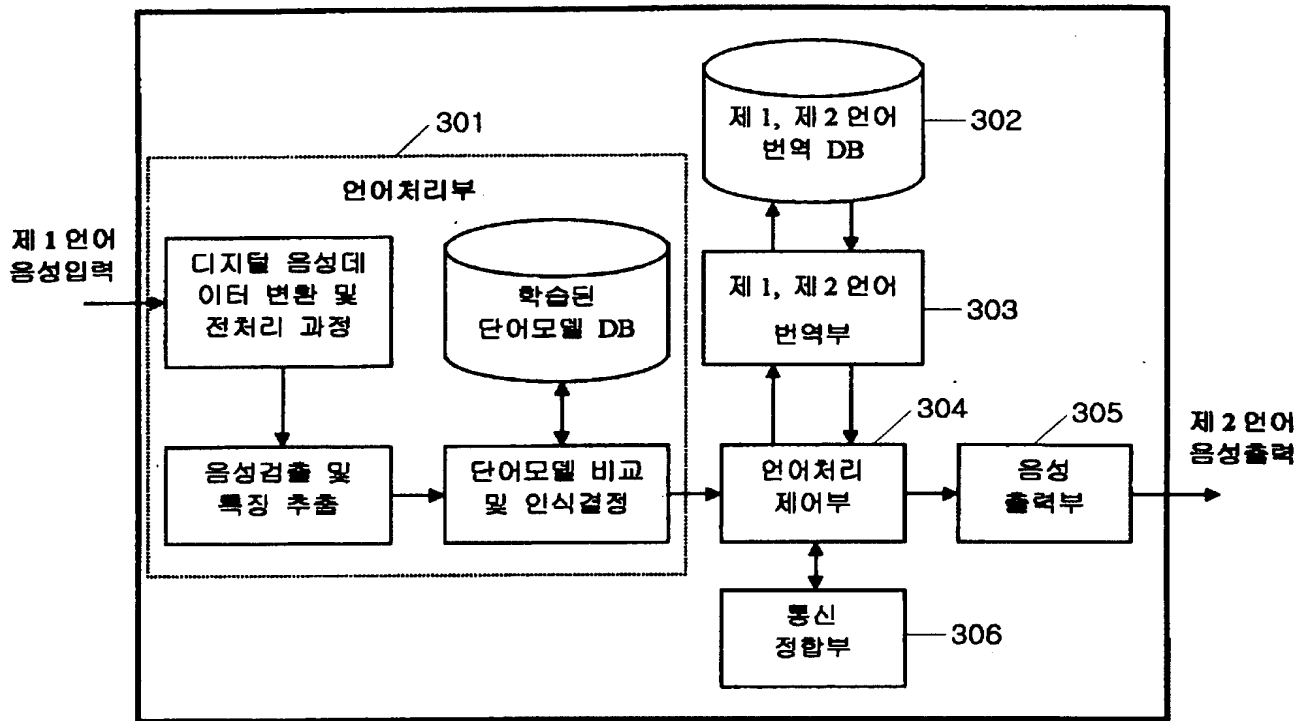 301
언어처리부
제 1 언어
음성입력
디지털 음성데
이터 변환 및
전처리 과정
학습된
단어모델 DB
음성검출 및
특징 추출
단어모델 비교
및 인식결정
제 1, 제 2 언어
번역 DB
302
제 1, 제 2 언어
번역부
303
304
언어처리
제어부
305
음성
출력부
제 2 언어
음성출력
통신
정합부
306